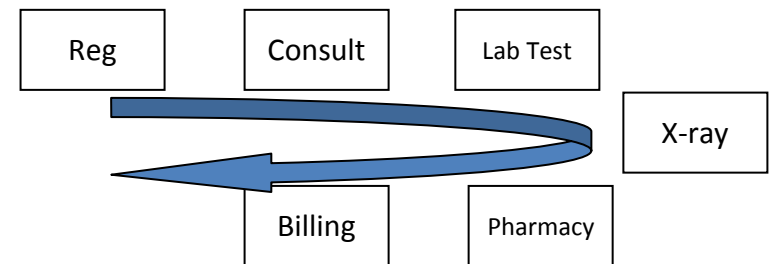 Reg
Consult
Lab Test
X-ray
Billing
Pharmacy